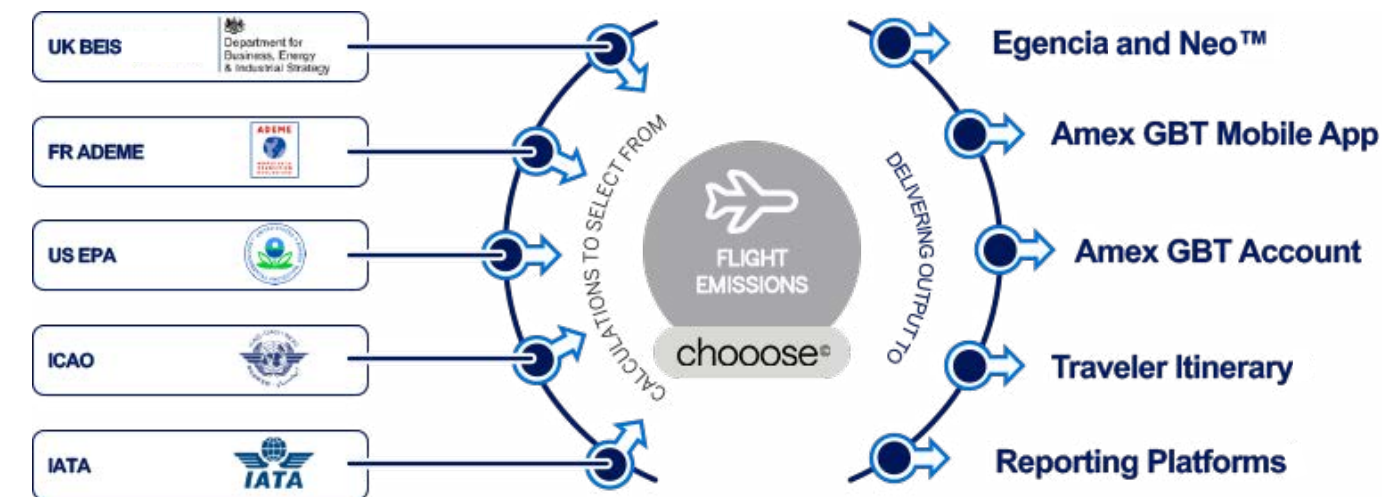 UK BEIS
Department for
Business, Energy
& Industrial Strategy
FR ADEME
ADEME
US EPA
ICAO
IATA
IATA
CALCULATIONS TO SELECT FROM
FLIGHT
EMISSIONS
chooose©
DELIVERING OUTPUT TO
Egencia and Neo™
Amex GBT Mobile App
Amex GBT Account
Traveler Itinerary
Reporting Platforms